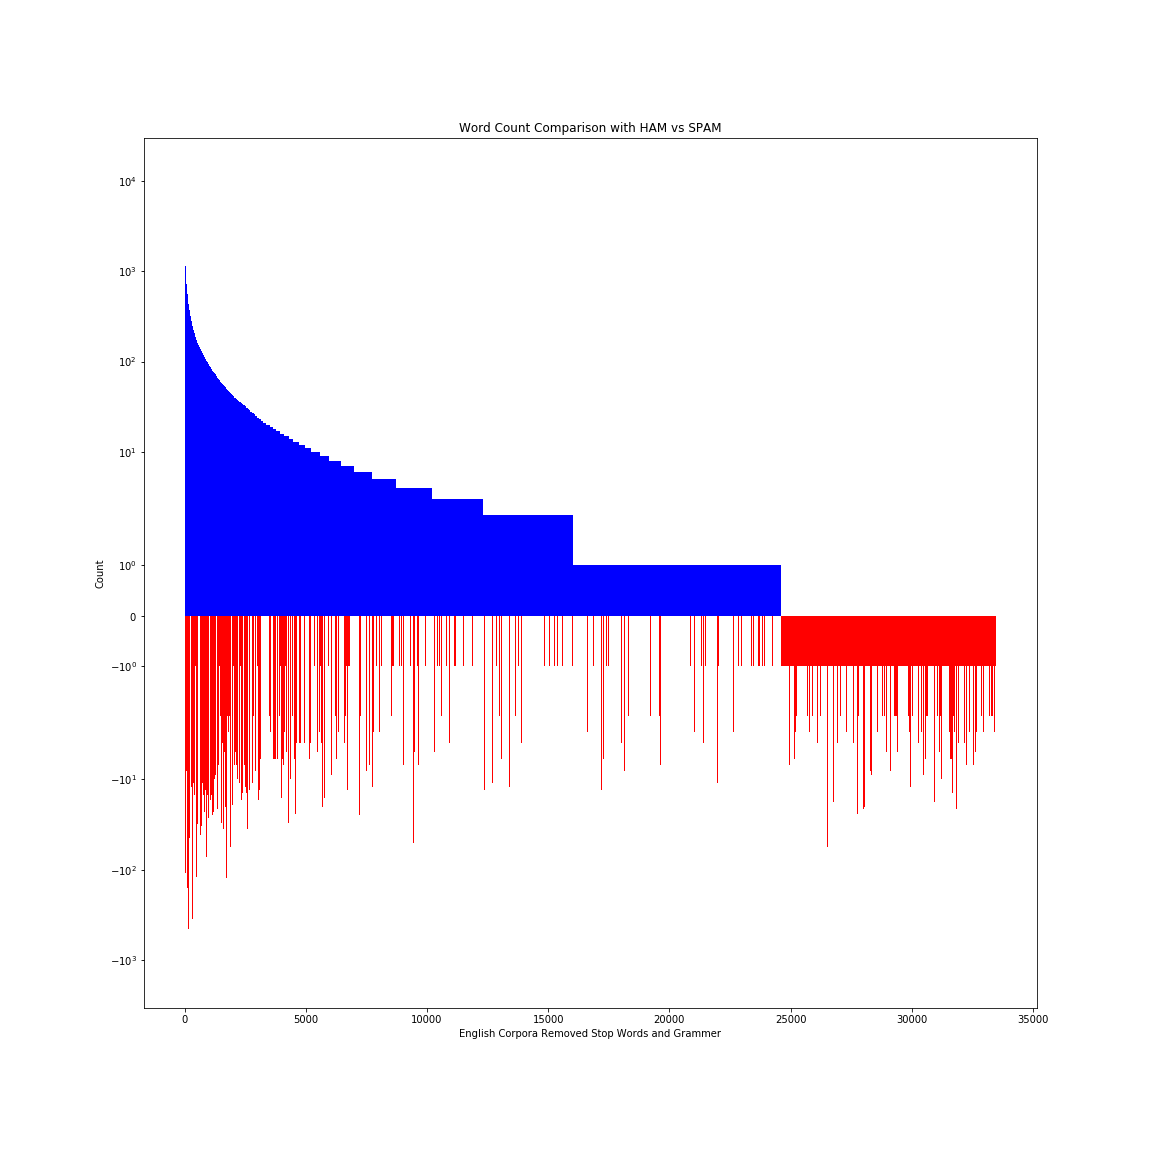 Word Count Comparison with HAM vs SPAM
10⁴
10³
10²
10¹
10⁰
0
−10⁰
−10¹
−10²
−10³
Count
0 5000 10000 15000 20000 25000 30000 35000
English Corpora Removed Stop Words and Grammer